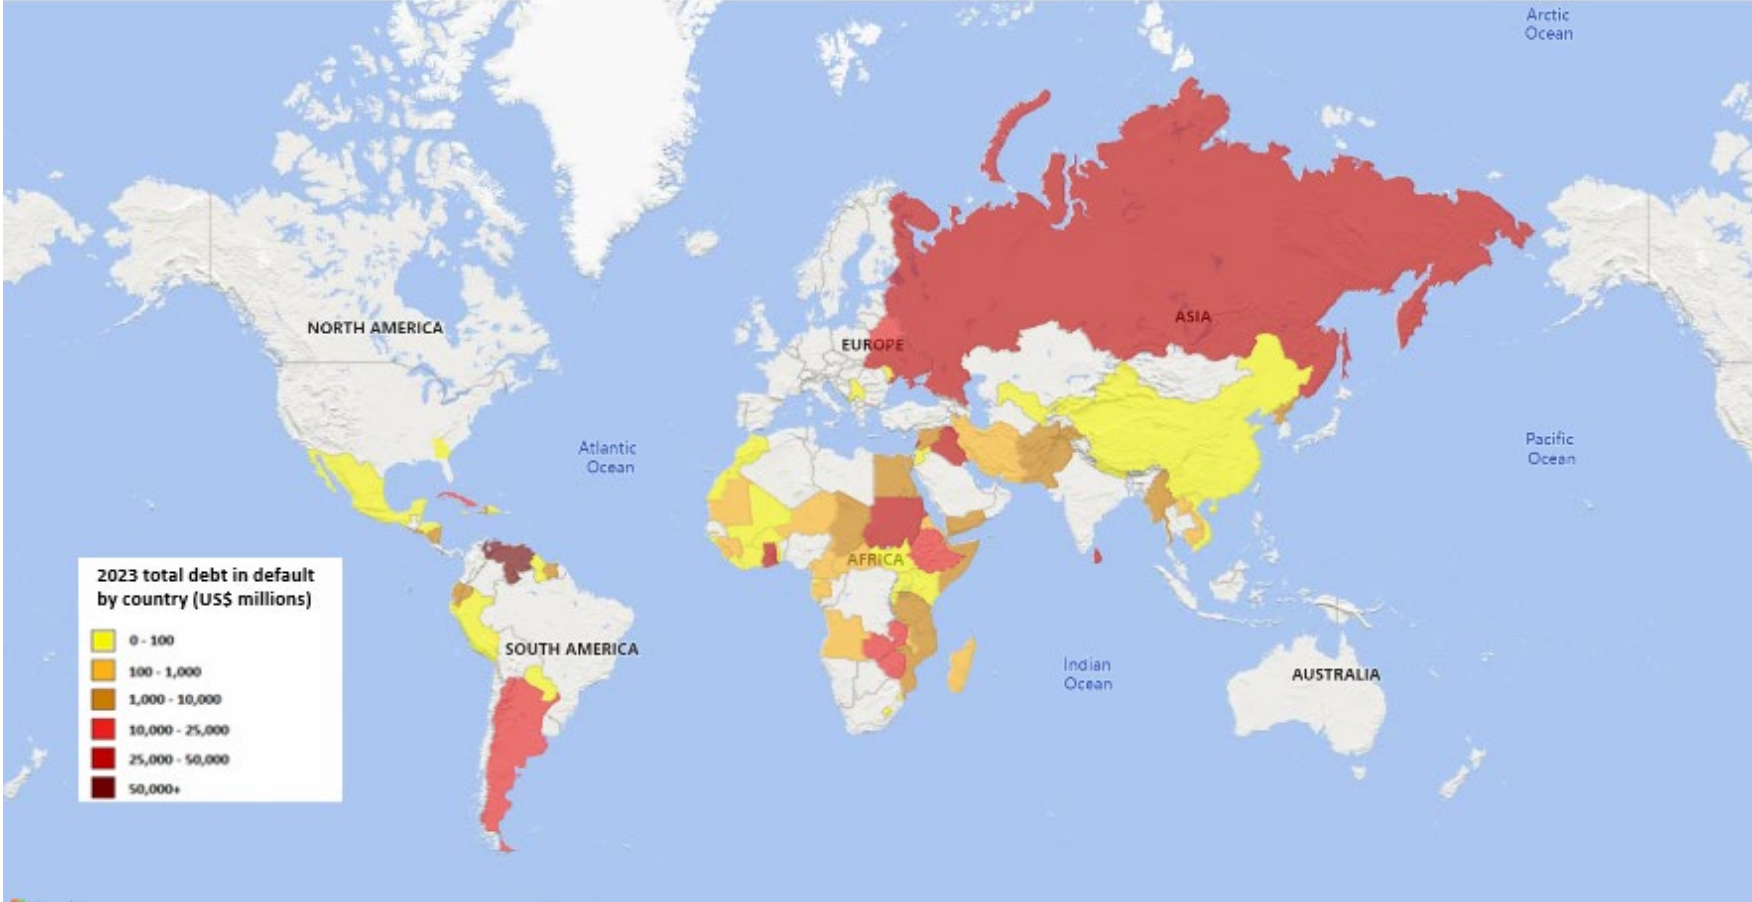 Arctic
Ocean
NORTH AMERICA
ASIA
EUROPE
Atlantic
Ocean
Pacific
Ocean
AFRICA
2023 total debt in default
by country (US$ millions)
0 - 100
100 - 1,000
1,000 - 10,000
10,000 - 25,000
25,000 - 50,000
50,000+
SOUTH AMERICA
Indian
Ocean
AUSTRALIA